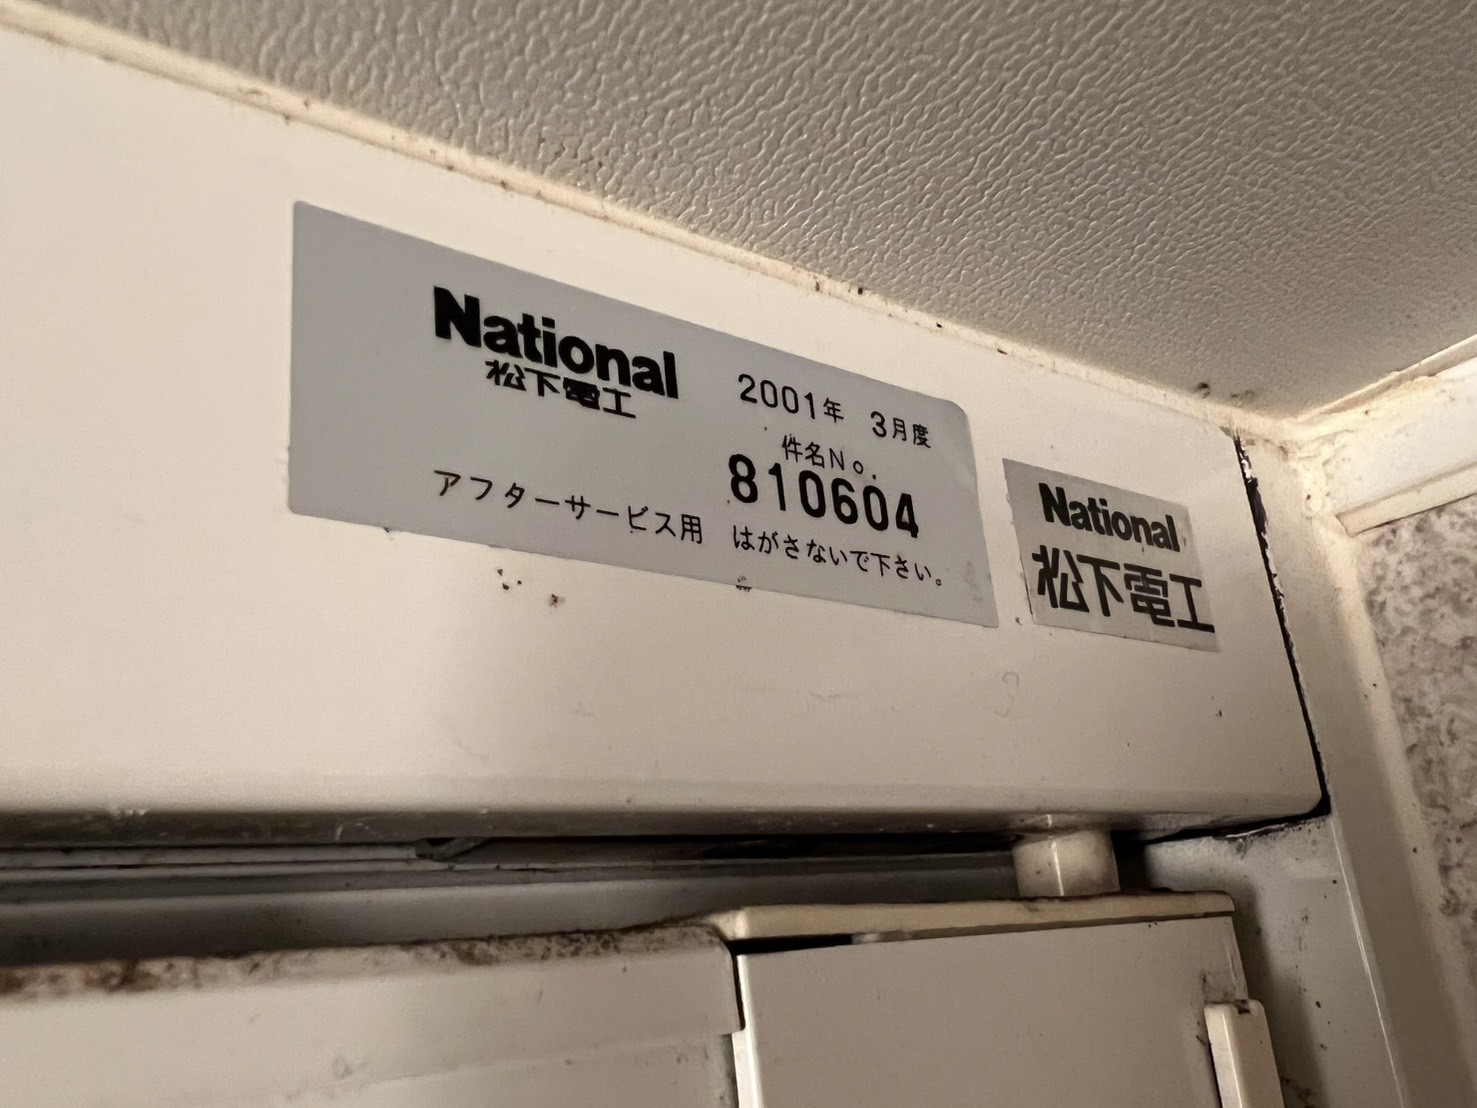 National
松下電工
2001年 3月度
件名No.
810604
アフターサービス用 はがさないで下さい。
National
松下電工